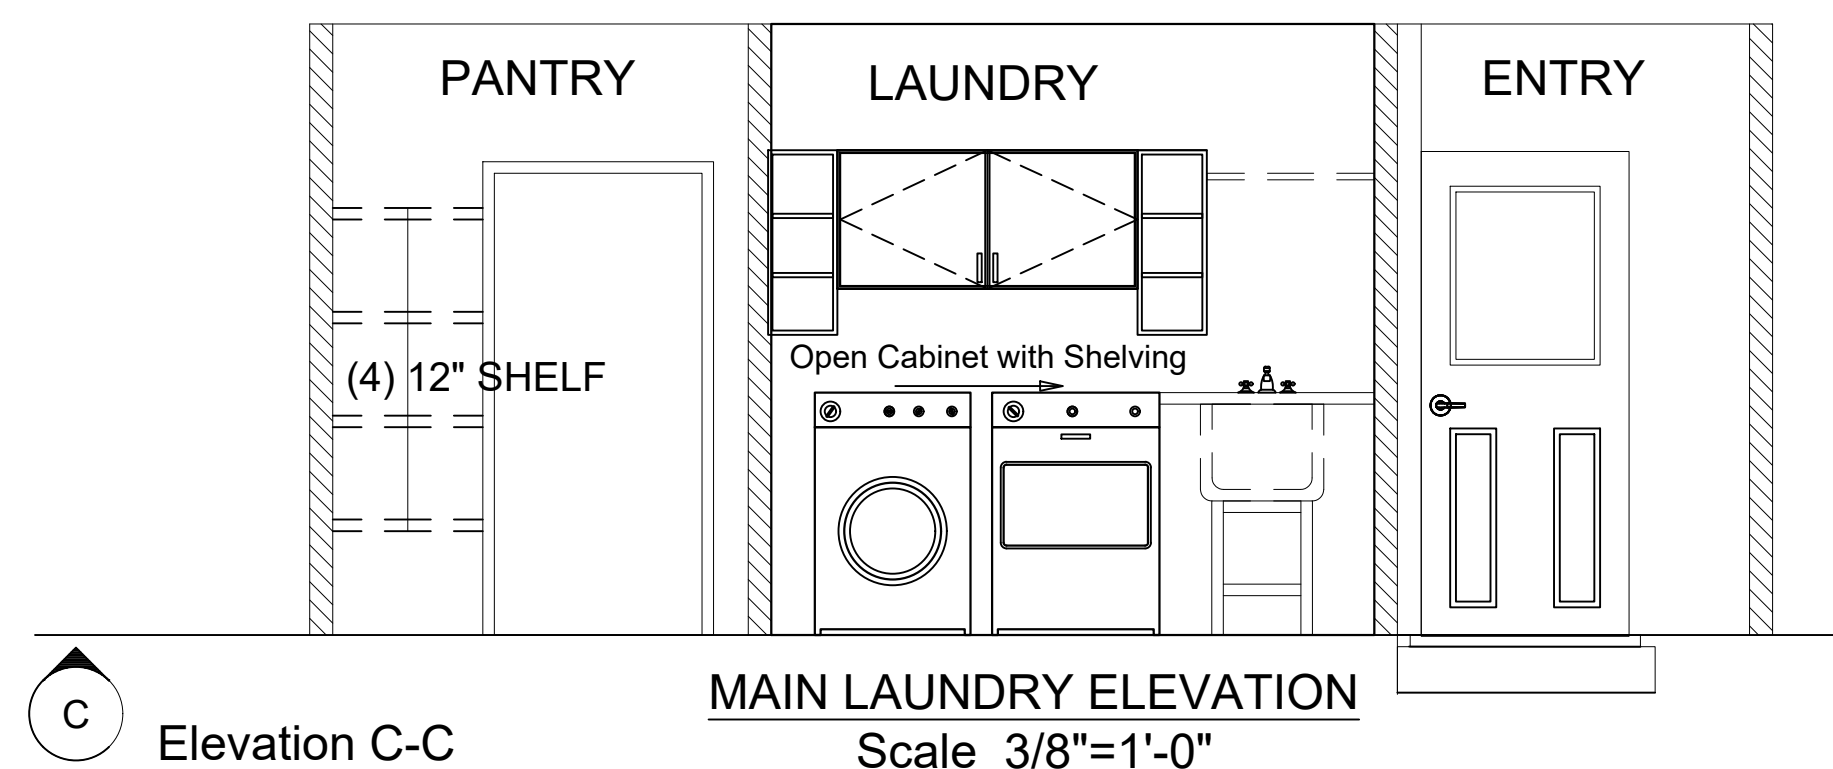 PANTRY
LAUNDRY
ENTRY
(4) 12" SHELF
Open Cabinet with Shelving
C
Elevation C-C
MAIN LAUNDRY ELEVATION
Scale 3/8"=1'-0"